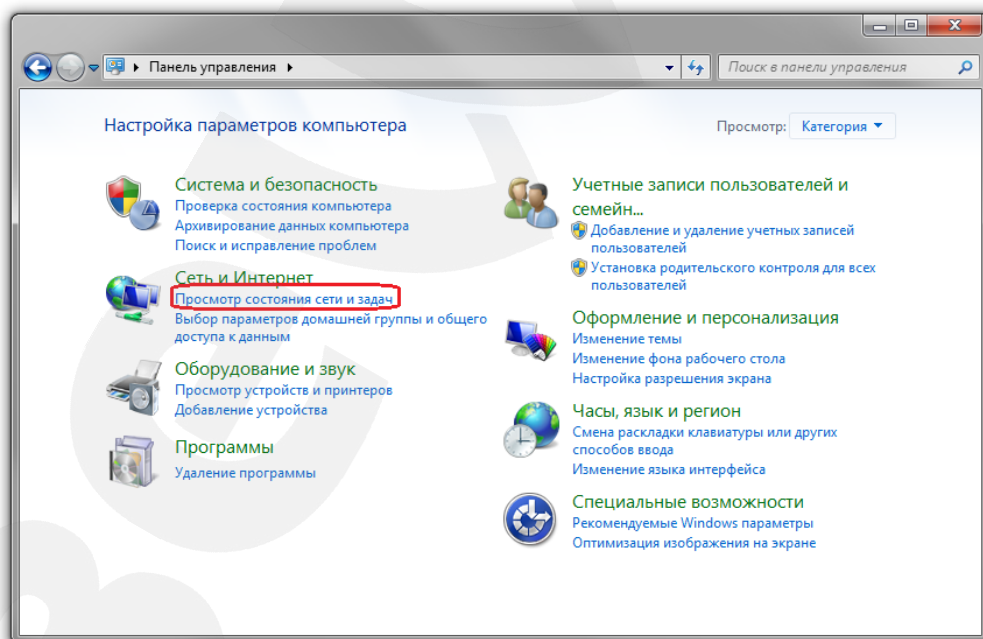 Панель управления
Поиск в панели управления
Настройка параметров компьютера
Просмотр: Категория
Система и безопасность
Проверка состояния компьютера
Архивирование данных компьютера
Поиск и исправление проблем
Сеть и Интернет
Просмотр состояния сети и задач
Выбор параметров домашней группы и общего
доступа к данным
Оборудование и звук
Просмотр устройств и принтеров
Добавление устройства
Программы
Удаление программы
Учетные записи пользователей и
семейн...
Добавление и удаление учетных записей
пользователей
Установка родительского контроля для всех
пользователей
Оформление и персонализация
Изменение темы
Изменение фона рабочего стола
Настройка разрешения экрана
Часы, язык и регион
Смена раскладки клавиатуры или других
способов ввода
Изменение языка интерфейса
Специальные возможности
Рекомендуемые Windows параметры
Оптимизация изображения на экране